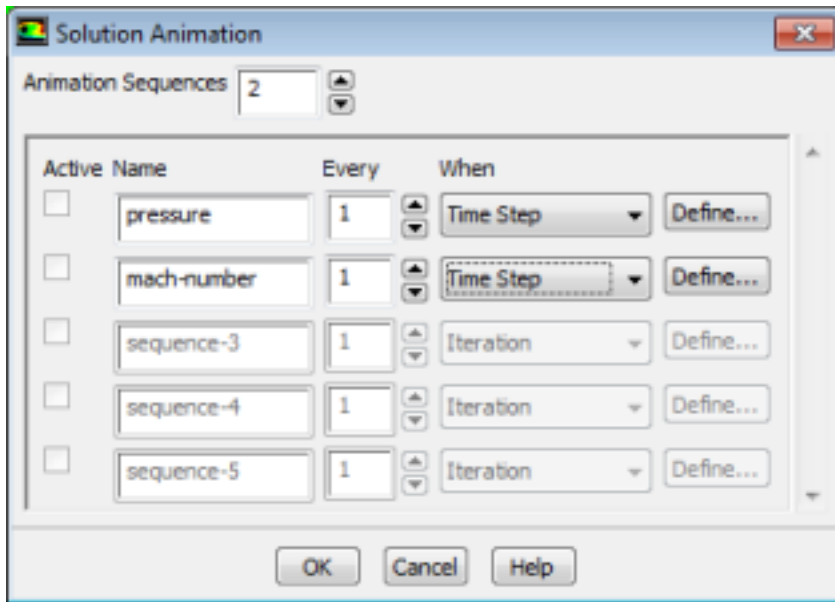 Solution Animation
Animation Sequences 2
Active Name Every When
pressure 1 Time Step Define...
mach-number 1 Time Step Define...
sequence-3 1 Iteration Define...
sequence-4 1 Iteration Define...
sequence-5 1 Iteration Define...
OK Cancel Help